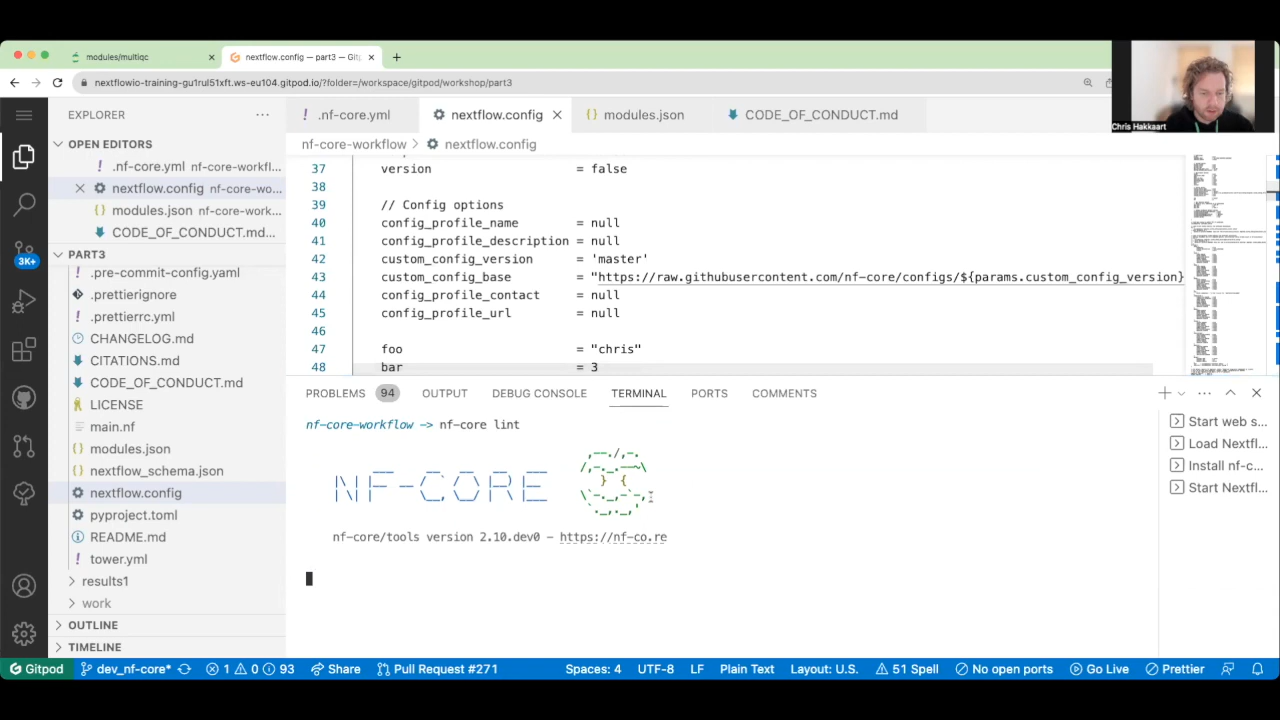 modules/multiqc
nextflow.config — part3 — Gitp
nextflowio-training-gu1rul51xft.ws-eu104.gitpod.io/?folder=/workspace/gitpod/workshop/part3
Chris Hakkaart
EXPLORER
.nf-core.yml
nextflow.config
modules.json
CODE_OF_CONDUCT.md
OPEN EDITORS
.nf-core.yml nf-core-workfl...
nextflow.config nf-core-wo...
modules.json nf-core-work...
CODE_OF_CONDUCT.md...
PART3
.pre-commit-config.yaml
.prettierignore
.prettierrc.yml
CHANGELOG.md
CITATIONS.md
CODE_OF_CONDUCT.md
LICENSE
main.nf
modules.json
nextflow_schema.json
nextflow.config
pyproject.toml
README.md
tower.yml
results1
work
OUTLINE
TIMELINE
3K+
nf-core-workflow > nextflow.config
37 version = false
38
39 // Config options
40 config_profile_name = null
41 config_profile_description = null
42 custom_config_version = 'master'
43 custom_config_base = "https://raw.githubusercontent.com/nf-core/configs/${params.custom_config_version}
44 config_profile_contact = null
45 config_profile_url = null
46
47 foo = "chris"
48 bar = 3
PROBLEMS 94 OUTPUT DEBUG CONSOLE TERMINAL PORTS COMMENTS
nf-core-workflow -> nf-core lint
NF-CORE
nf-core/tools version 2.10.dev0 - https://nf-co.re
Start web s...
Load Nextfl...
Install nf-c...
Start Nextfl...
Gitpod dev_nf-core* 1 0 93 Share Pull Request #271 Spaces: 4 UTF-8 LF Plain Text Layout: U.S. 51 Spell No open ports Go Live Prettier